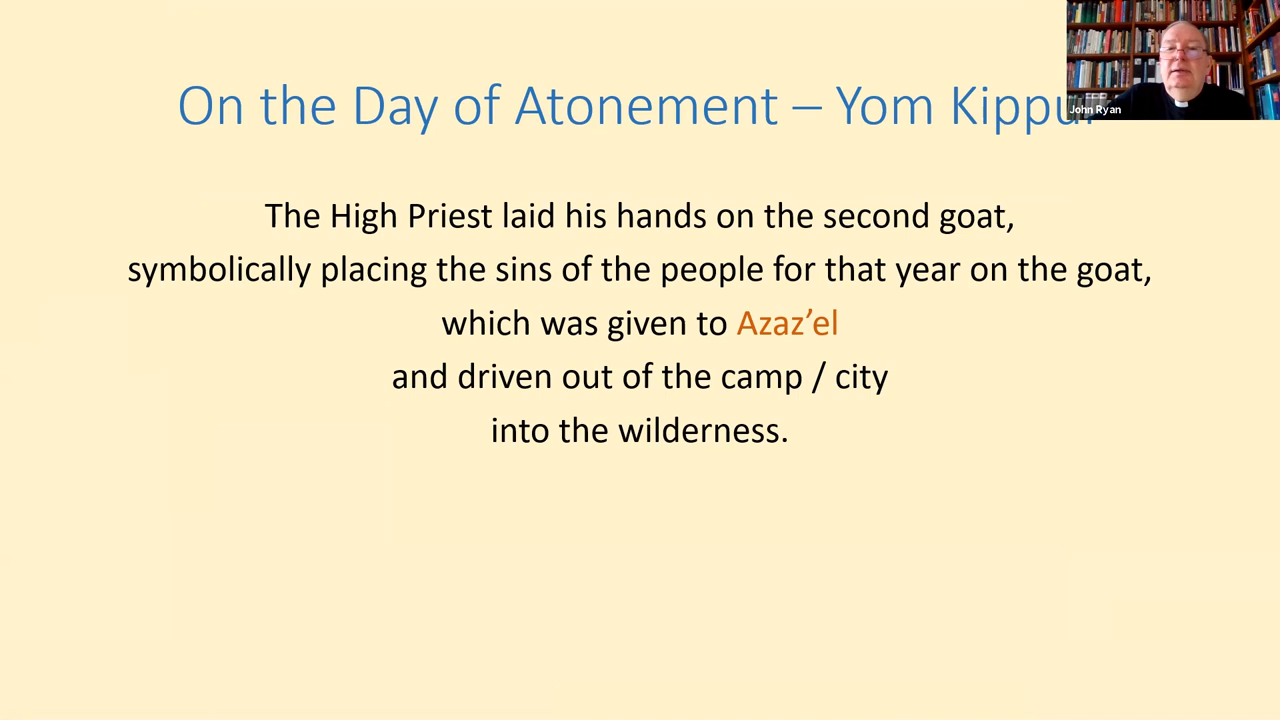 On the Day of Atonement – Yom Kippur
John Ryan
The High Priest laid his hands on the second goat,
symbolically placing the sins of the people for that year on the goat,
which was given to Azaz’el
and driven out of the camp / city
into the wilderness.